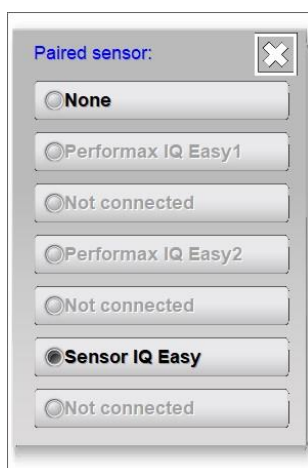 Paired sensor:
None
Performax IQ Easy1
Not connected
Performax IQ Easy2
Not connected
Sensor IQ Easy
Not connected